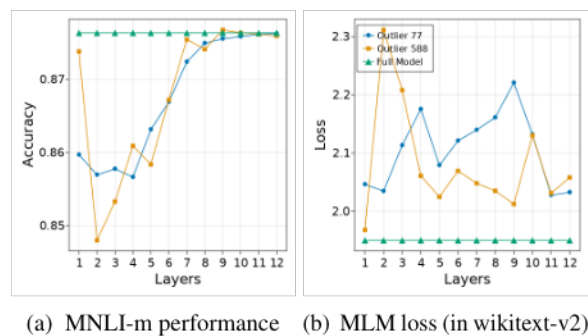 0.87
0.86
0.85
Accuracy
1 2 3 4 5 6 7 8 9 10 11 12
Layers
2.3
2.2
2.1
2.0
Loss
Outlier 77
Outlier 588
Full Model
1 2 3 4 5 6 7 8 9 10 11 12
Layers
(a) MNLI-m performance
(b) MLM loss (in wikitext-v2)